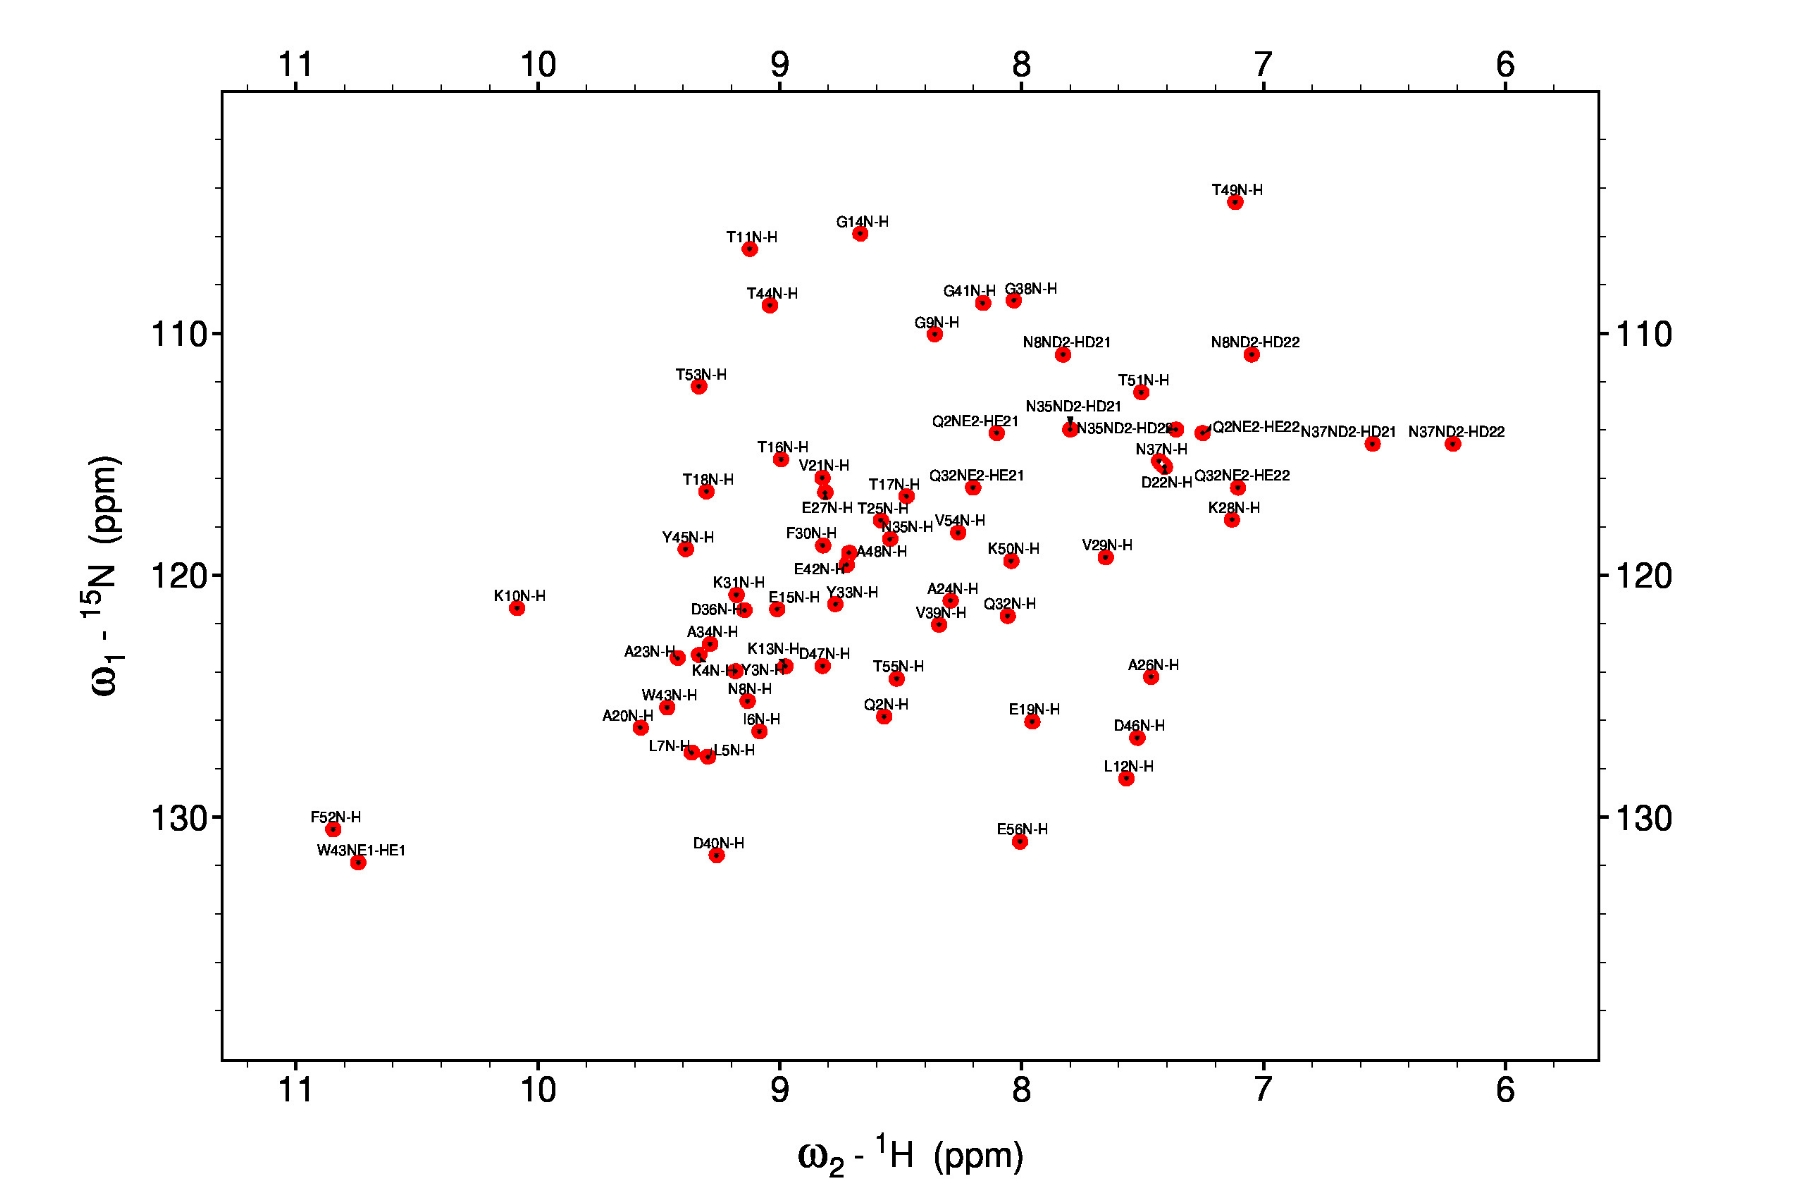 11 10 9 8 7 6
T49N-H
G14N-H
T11N-H
G41N-H G38N-H
T44N-H
G9N-H
110 110
N8ND2-HD21 N8ND2-HD22
T53N-H T51N-H
N35ND2-HD21
Q2NE2-HE21 N35ND2-HD22 Q2NE2-HE22 N37ND2-HD21 N37ND2-HD22
T16N-H N37N-H
V21N-H
T18N-H T17N-H Q32NE2-HE21 D22N-H Q32NE2-HE22
E27N-H T25N-H K28N-H
N35N-H V54N-H
Y45N-H F30N-H A48N-H K50N-H V29N-H
E42N-H
120 120
K10N-H K31N-H E15N-H Y33N-H A24N-H
D36N-H V39N-H Q32N-H
A34N-H
A23N-H K13N-H D47N-H
K4N-H Y3N-H T55N-H A26N-H
W43N-H N8N-H
A20N-H I6N-H Q2N-H E19N-H D46N-H
L7N-H L5N-H
L12N-H
130 130
F52N-H E56N-H
W43NE1-HE1 D40N-H
ω1 - 15N (ppm)
11 10 9 8 7 6
ω2 - 1H (ppm)